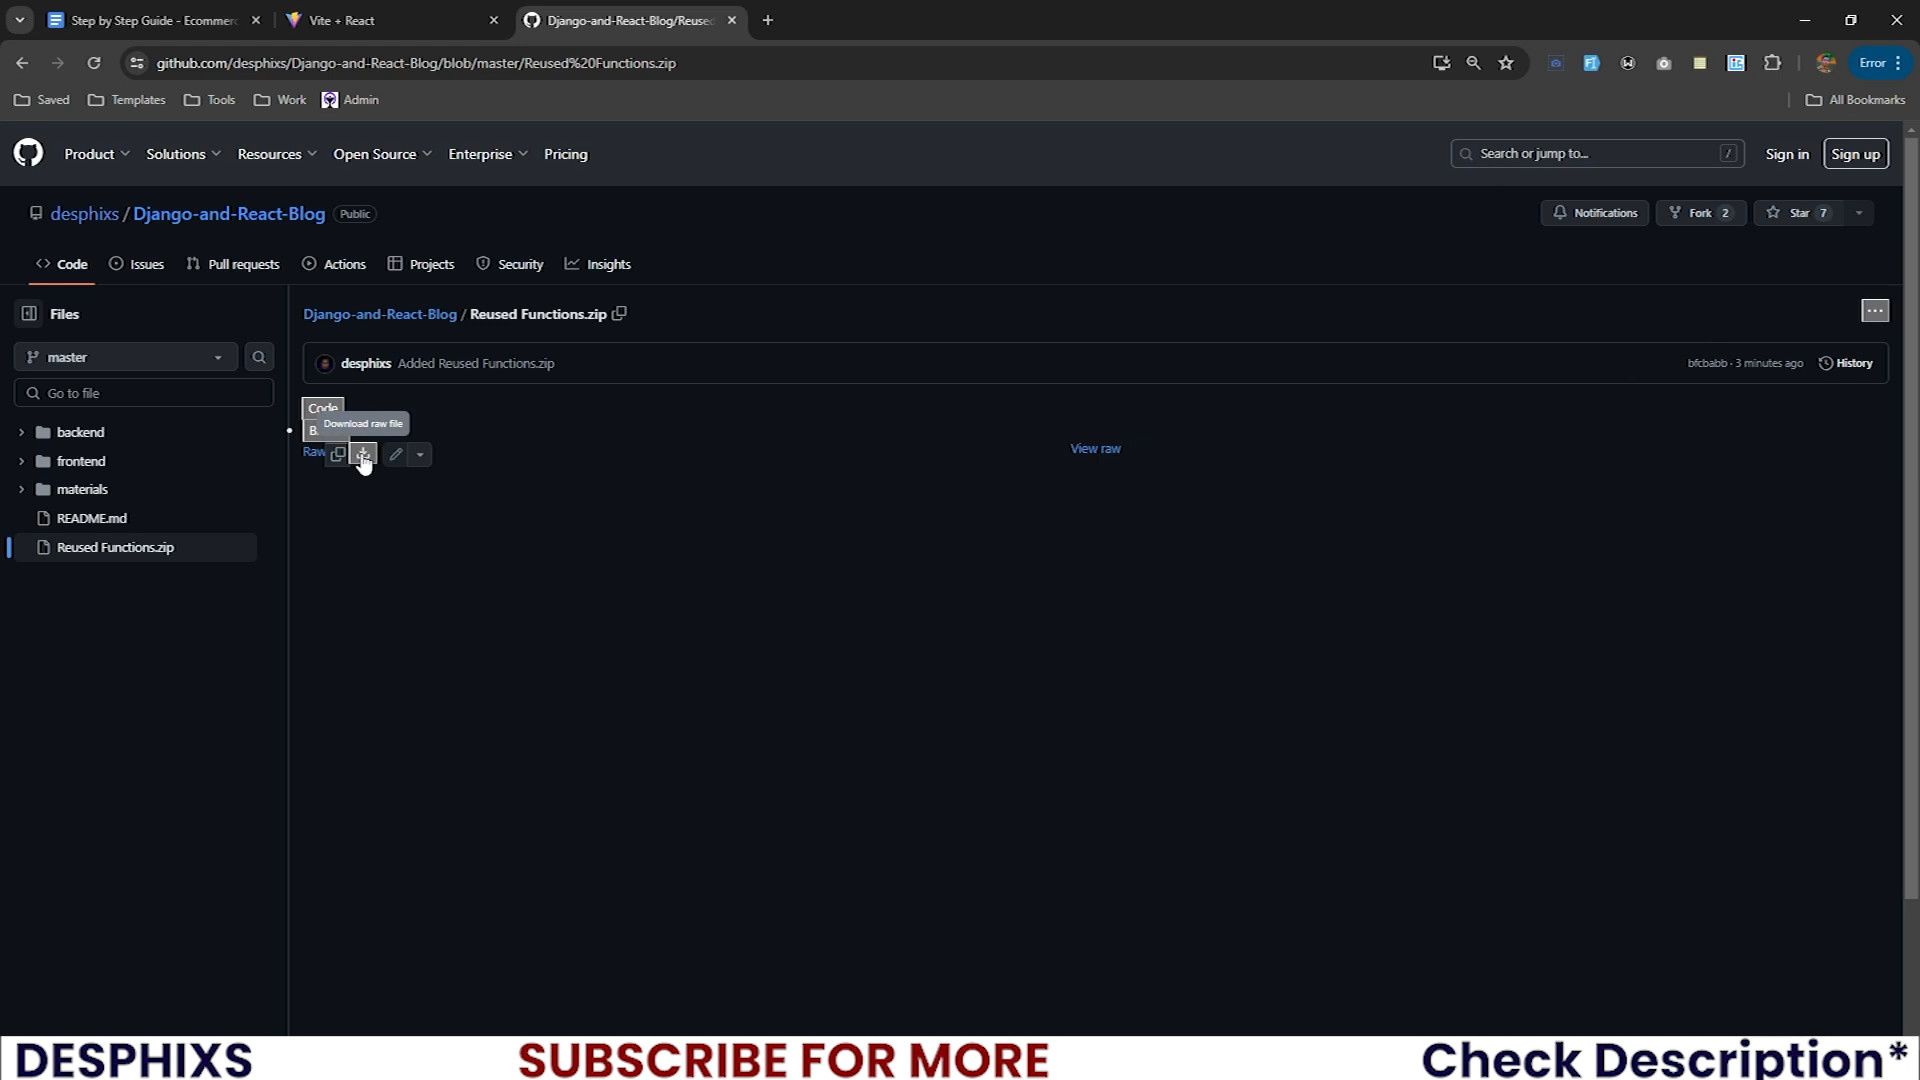 Step by Step Guide - Ecommerc
Vite + React
Django-and-React-Blog/Reused
github.com/desphixs/Django-and-React-Blog/blob/master/Reused%20Functions.zip
Error
Saved
Templates
Tools
Work
Admin
All Bookmarks
Product
Solutions
Resources
Open Source
Enterprise
Pricing
Search or jump to...
/
Sign in
Sign up
desphixs / Django-and-React-Blog
Public
Notifications
Fork 2
Star 7
Code
Issues
Pull requests
Actions
Projects
Security
Insights
Files
Django-and-React-Blog / Reused Functions.zip
master
desphixs Added Reused Functions.zip
bfcbabb · 3 minutes ago
History
Go to file
Code
Download raw file
Raw
View raw
backend
frontend
materials
README.md
Reused Functions.zip
DESPHIXS
SUBSCRIBE FOR MORE
Check Description*